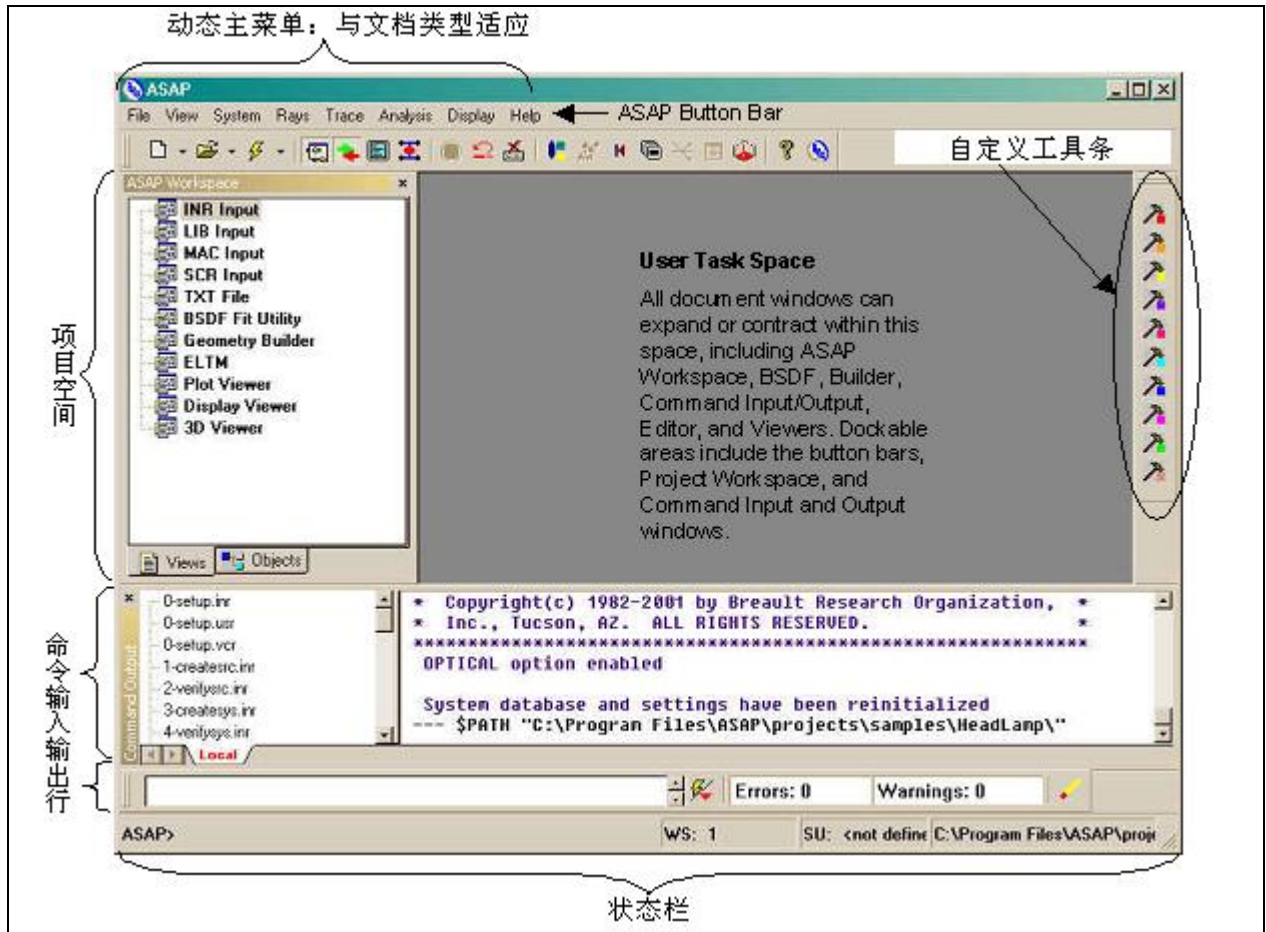 动态主菜单：与文档类型适应
ASAP
File View System Rays Trace Analysis Display Help
ASAP Button Bar
自定义工具条
ASAP Workspace
INR Input
LIB Input
MAC Input
SCR Input
TXT File
BSDF Fit Utility
Geometry Builder
ELTM
Plot Viewer
Display Viewer
3D Viewer
Views Objects
项目空间
User Task Space
All document windows can
expand or contract within this
space, including ASAP
Workspace, BSDF, Builder,
Command Input/Output,
Editor, and Viewers. Dockable
areas include the button bars,
Project Workspace, and
Command Input and Output
windows.
命令输入输出行
Command Output
0-setup.inr
0-setup.usr
0-setup.vcr
1-createsrc.inr
2-verifysrc.inr
3-createsys.inr
4-verifysys.inr
Local
* Copyright(c) 1982-2001 by Breault Research Organization, *
* Inc., Tucson, AZ. ALL RIGHTS RESERVED. *
****************************************************************
OPTICAL option enabled
System database and settings have been reinitialized
--- $PATH "C:\Program Files\ASAP\projects\samples\HeadLamp\"
Errors: 0 Warnings: 0
ASAP> WS: 1 SU: <not define C:\Program Files\ASAP\proje
状态栏